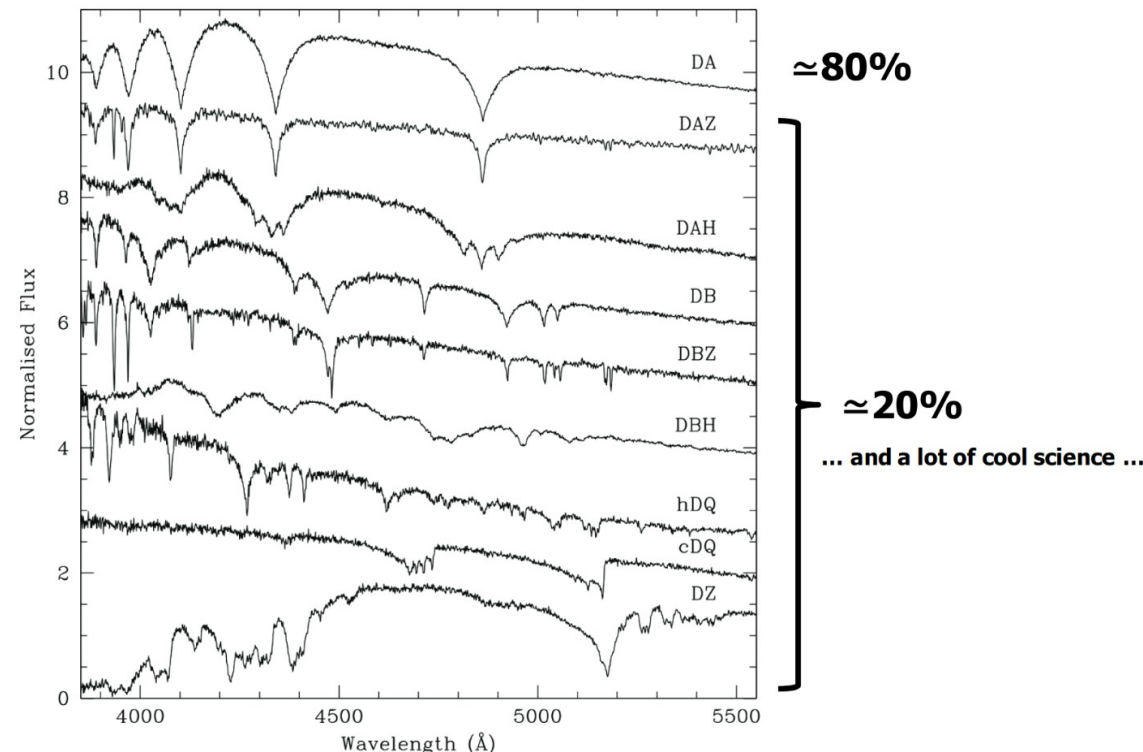 10
8
6
4
2
0
Normalised Flux
DA
DAZ
DAH
DB
DBZ
DBH
hDQ
cDQ
DZ
4000 4500 5000 5500
Wavelength (Å)
≃80%
≃20%
... and a lot of cool science ...